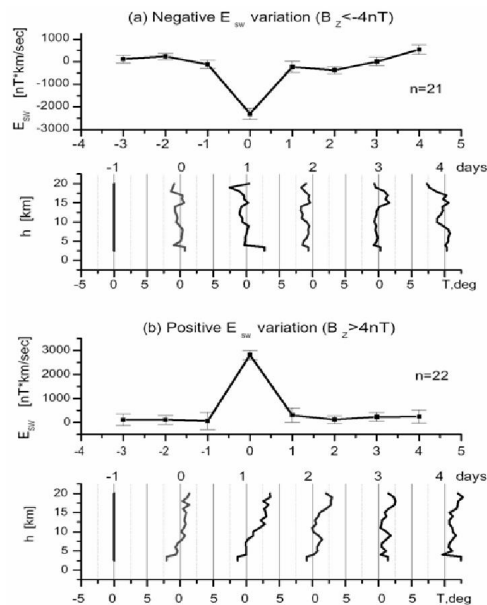 (a) Negative E sw variation (B Z<-4nT)
[nT*km/sec]
E SW
1000
0
-1000
-2000
-3000
n=21
-4 -3 -2 -1 0 1 2 3 4 5
-1 0 1 2 3 4 days
h [km]
20
15
10
5
0
0 5 0 5 0 5 0 5 0 5 0 T,deg
(b) Positive E sw variation (B Z>4nT)
[nT*km/sec]
E SW
3000
2000
1000
0
n=22
-4 -3 -2 -1 0 1 2 3 4 5
-1 0 1 2 3 4 days
h [km]
20
15
10
5
0
0 5 0 5 0 5 0 5 0 5 0 T,deg